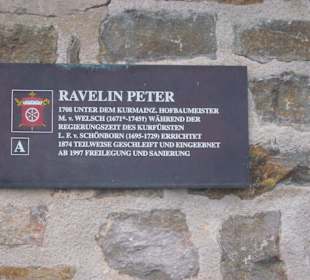 RAVELIN PETER
1708 UNTER DEM KURMAINZ. HOFBAUMEISTER
M. v. WELSCH (1671*-1745†) WÄHREND DER
REGIERUNGSZEIT DES KURFÜRSTEN
L. F. v. SCHÖNBORN (1695-1729) ERRICHTET
1874 TEILWEISE GESCHLEIFT UND EINGEEBNET
AB 1997 FREILEGUNG UND SANIERUNG
A